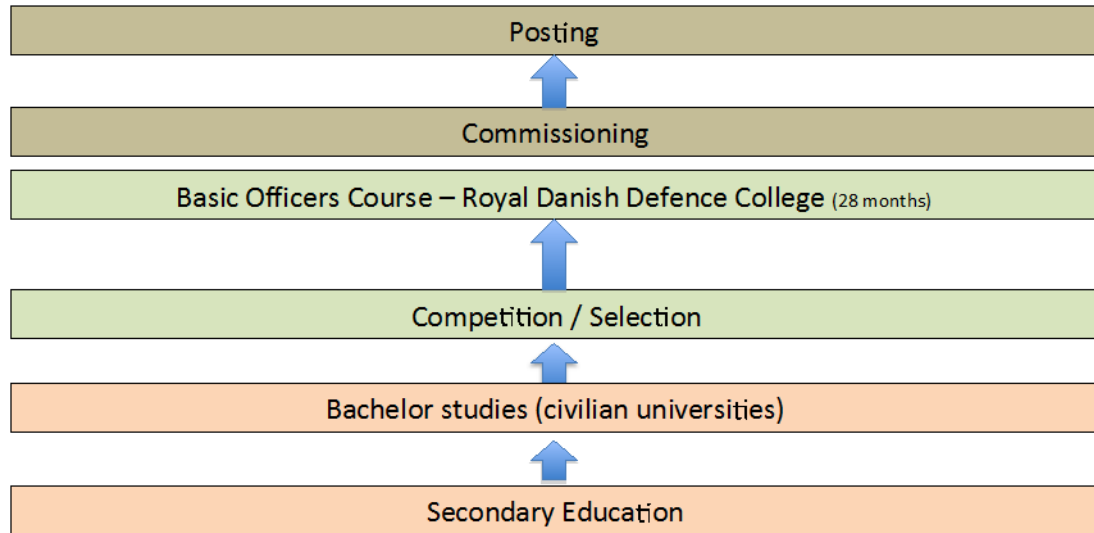 Posting
Commissioning
Basic Officers Course – Royal Danish Defence College (28 months)
Competition / Selection
Bachelor studies (civilian universities)
Secondary Education